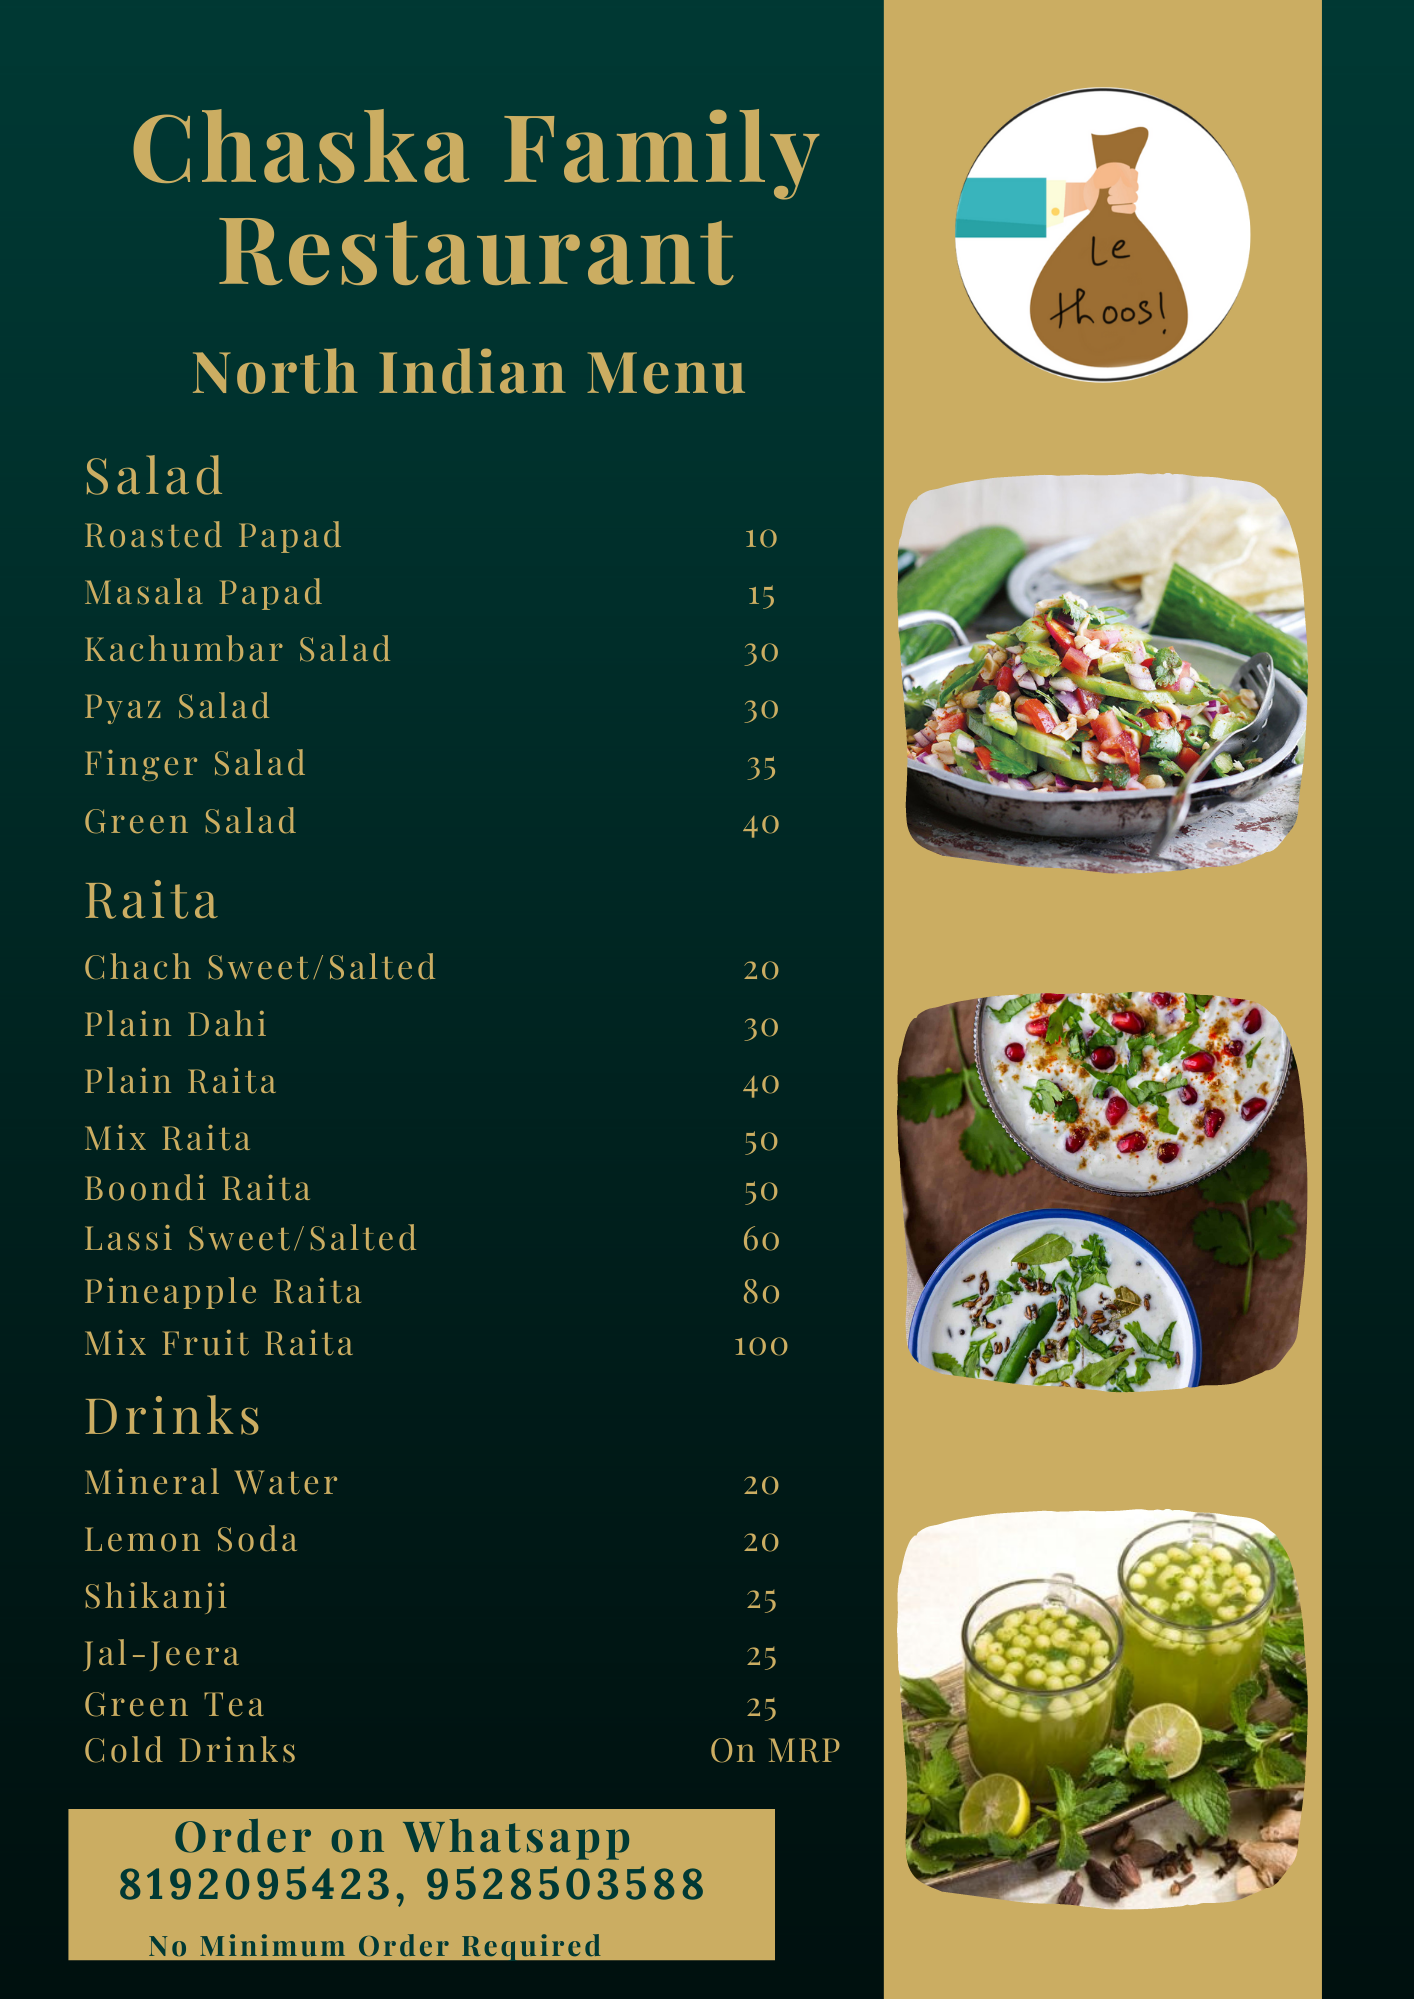 Chaska Family
Restaurant
North Indian Menu
Le
thoos!
Salad
Roasted Papad 10
Masala Papad 15
Kachumbar Salad 30
Pyaz Salad 30
Finger Salad 35
Green Salad 40
Raita
Chach Sweet/Salted 20
Plain Dahi 30
Plain Raita 40
Mix Raita 50
Boondi Raita 50
Lassi Sweet/Salted 60
Pineapple Raita 80
Mix Fruit Raita 100
Drinks
Mineral Water 20
Lemon Soda 20
Shikanji 25
Jal-Jeera 25
Green Tea 25
Cold Drinks On MRP
Order on Whatsapp
8192095423, 9528503588
No Minimum Order Required